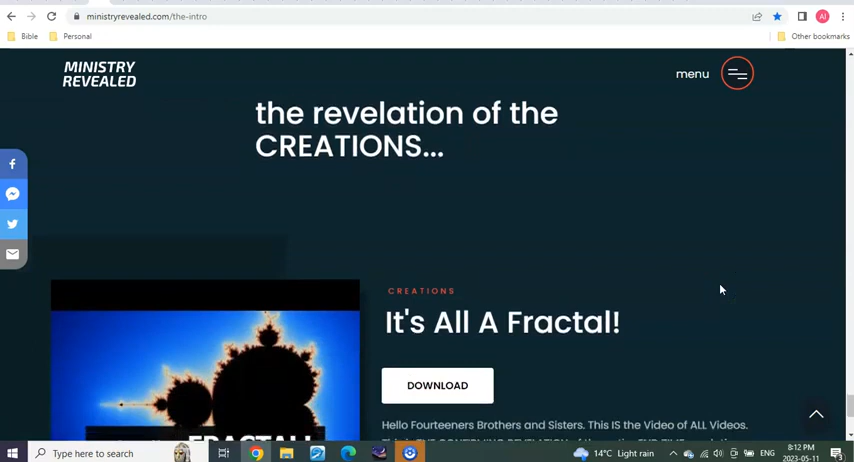 ministryrevealed.com/the-intro
Bible
Personal
Other bookmarks
MINISTRY
REVEALED
menu
the revelation of the
CREATIONS...
CREATIONS
It's All A Fractal!
DOWNLOAD
Hello Fourteeners Brothers and Sisters. This IS the Video of ALL Videos.
Type here to search
14°C Light rain
ENG
8:12 PM
2023-05-11